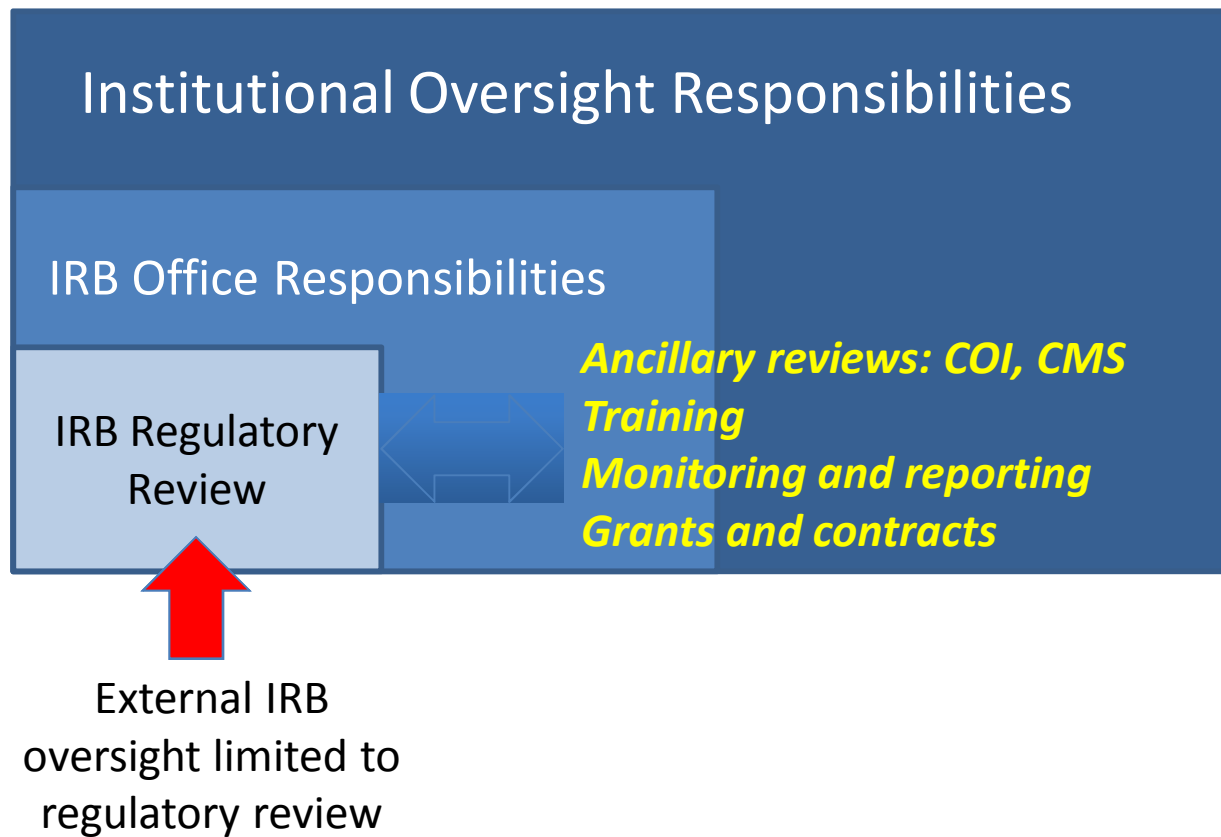 Institutional Oversight Responsibilities
IRB Office Responsibilities
IRB Regulatory
Review
Ancillary reviews: COI, CMS
Training
Monitoring and reporting
Grants and contracts
External IRB
oversight limited to
regulatory review